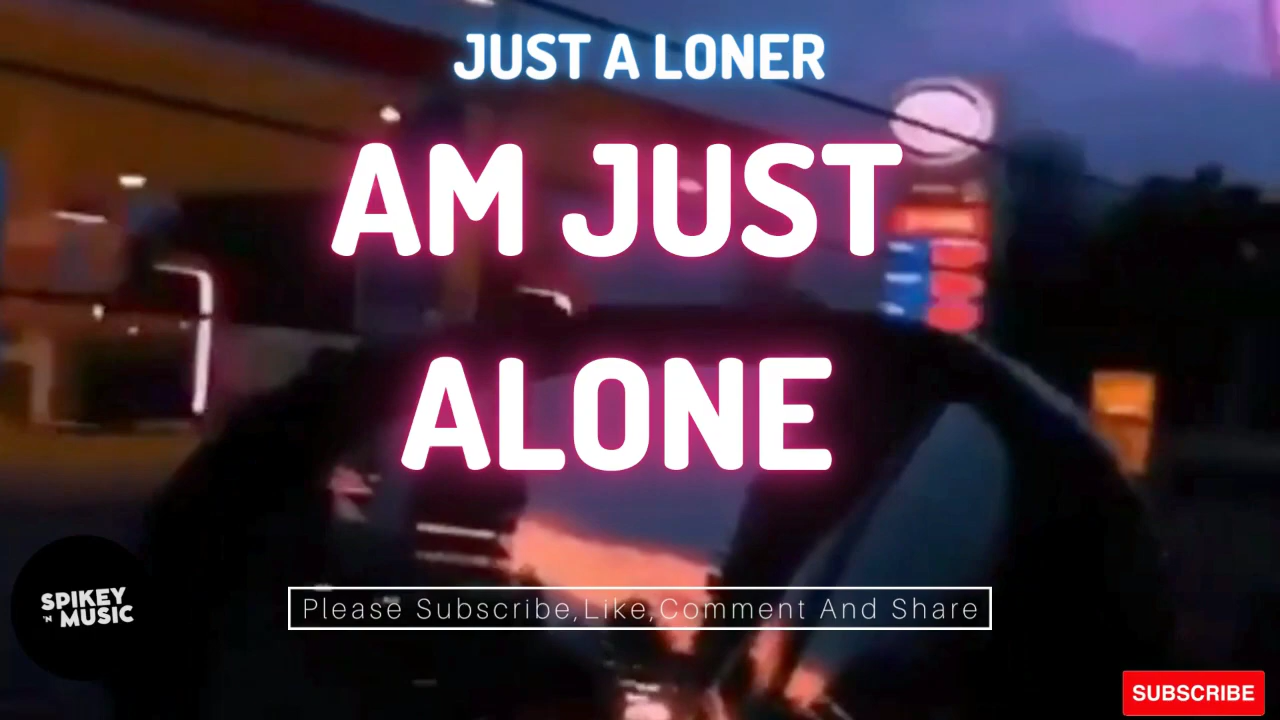 JUST A LONER
AM JUST
ALONE
SPIKEY
'N MUSIC
Please Subscribe,Like,Comment And Share
SUBSCRIBE